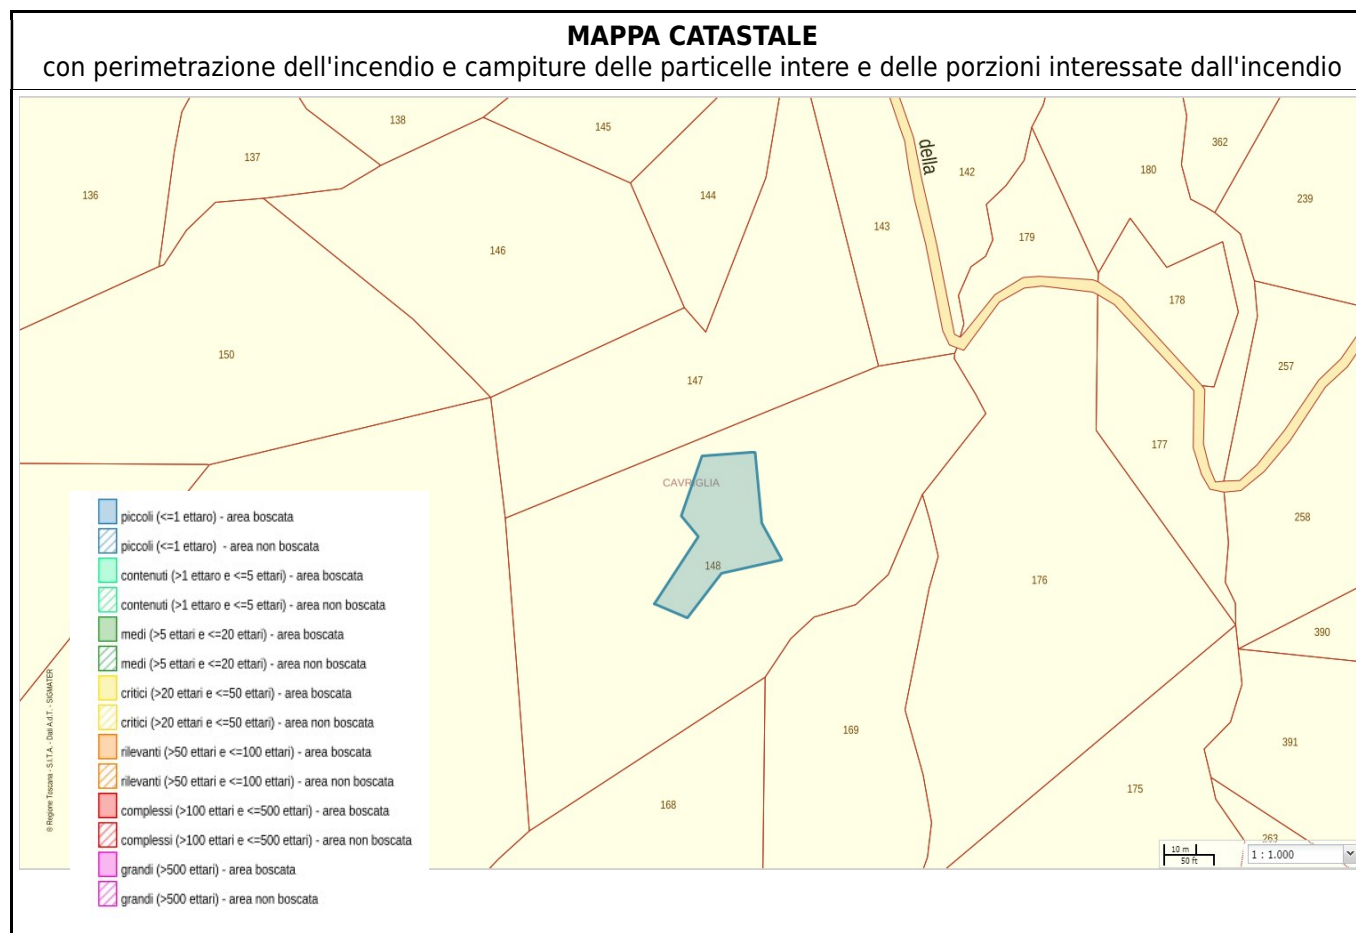 MAPPA CATASTALE
con perimetrazione dell'incendio e campiture delle particelle intere e delle porzioni interessate dall'incendio
138
145
137
della
142
362
180
136
144
239
143
179
146
178
150
147
257
177
CAVRIGLIA
258
148
176
390
169
391
168
175
263
piccoli (<=1 ettaro) - area boscata
piccoli (<=1 ettaro) - area non boscata
contenuti (>1 ettaro e <=5 ettari) - area boscata
contenuti (>1 ettaro e <=5 ettari) - area non boscata
medi (>5 ettari e <=20 ettari) - area boscata
medi (>5 ettari e <=20 ettari) - area non boscata
critici (>20 ettari e <=50 ettari) - area boscata
critici (>20 ettari e <=50 ettari) - area non boscata
rilevanti (>50 ettari e <=100 ettari) - area boscata
rilevanti (>50 ettari e <=100 ettari) - area non boscata
complessi (>100 ettari e <=500 ettari) - area boscata
complessi (>100 ettari e <=500 ettari) - area non boscata
grandi (>500 ettari) - area boscata
grandi (>500 ettari) - area non boscata
© Regione Toscana - S.I.T.A. - Dati A.d.T. - SIGMATER
10 m
50 ft
1 : 1.000